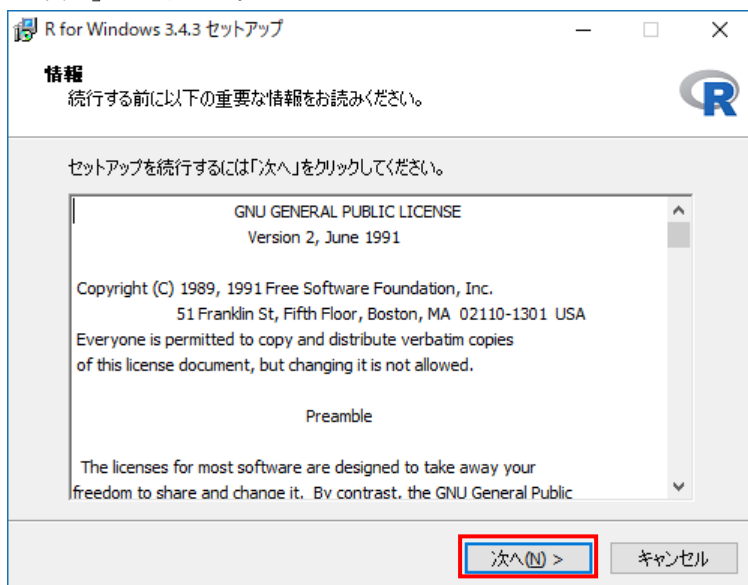 R for Windows 3.4.3 セットアップ
情報
続行する前に以下の重要な情報をお読みください。
R
セットアップを続行するには「次へ」をクリックしてください。
GNU GENERAL PUBLIC LICENSE
Version 2, June 1991
Copyright (C) 1989, 1991 Free Software Foundation, Inc.
51 Franklin St, Fifth Floor, Boston, MA 02110-1301 USA
Everyone is permitted to copy and distribute verbatim copies
of this license document, but changing it is not allowed.
Preamble
The licenses for most software are designed to take away your
freedom to share and change it. By contrast, the GNU General Public
次へ(N) >
キャンセル